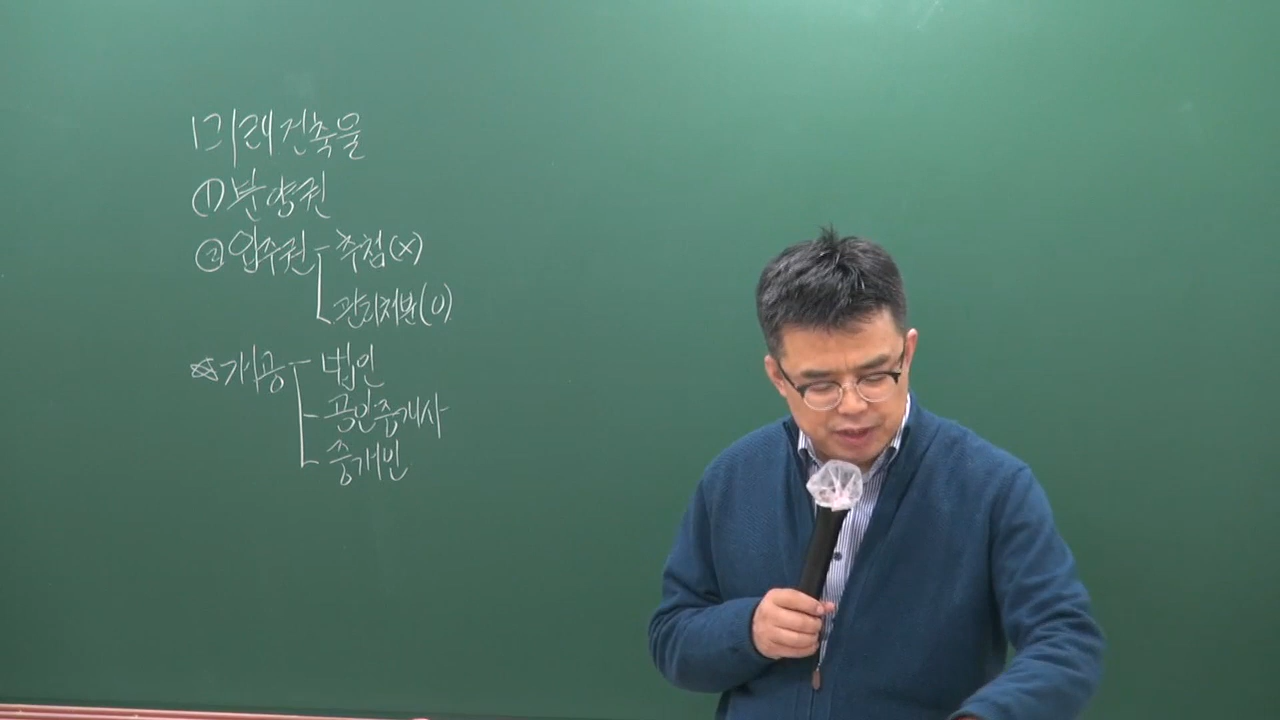 미래건축물
①분양권
②입주권 추첨(x)
관리처분(o)
☆개공 법인
공인중개사
중개인